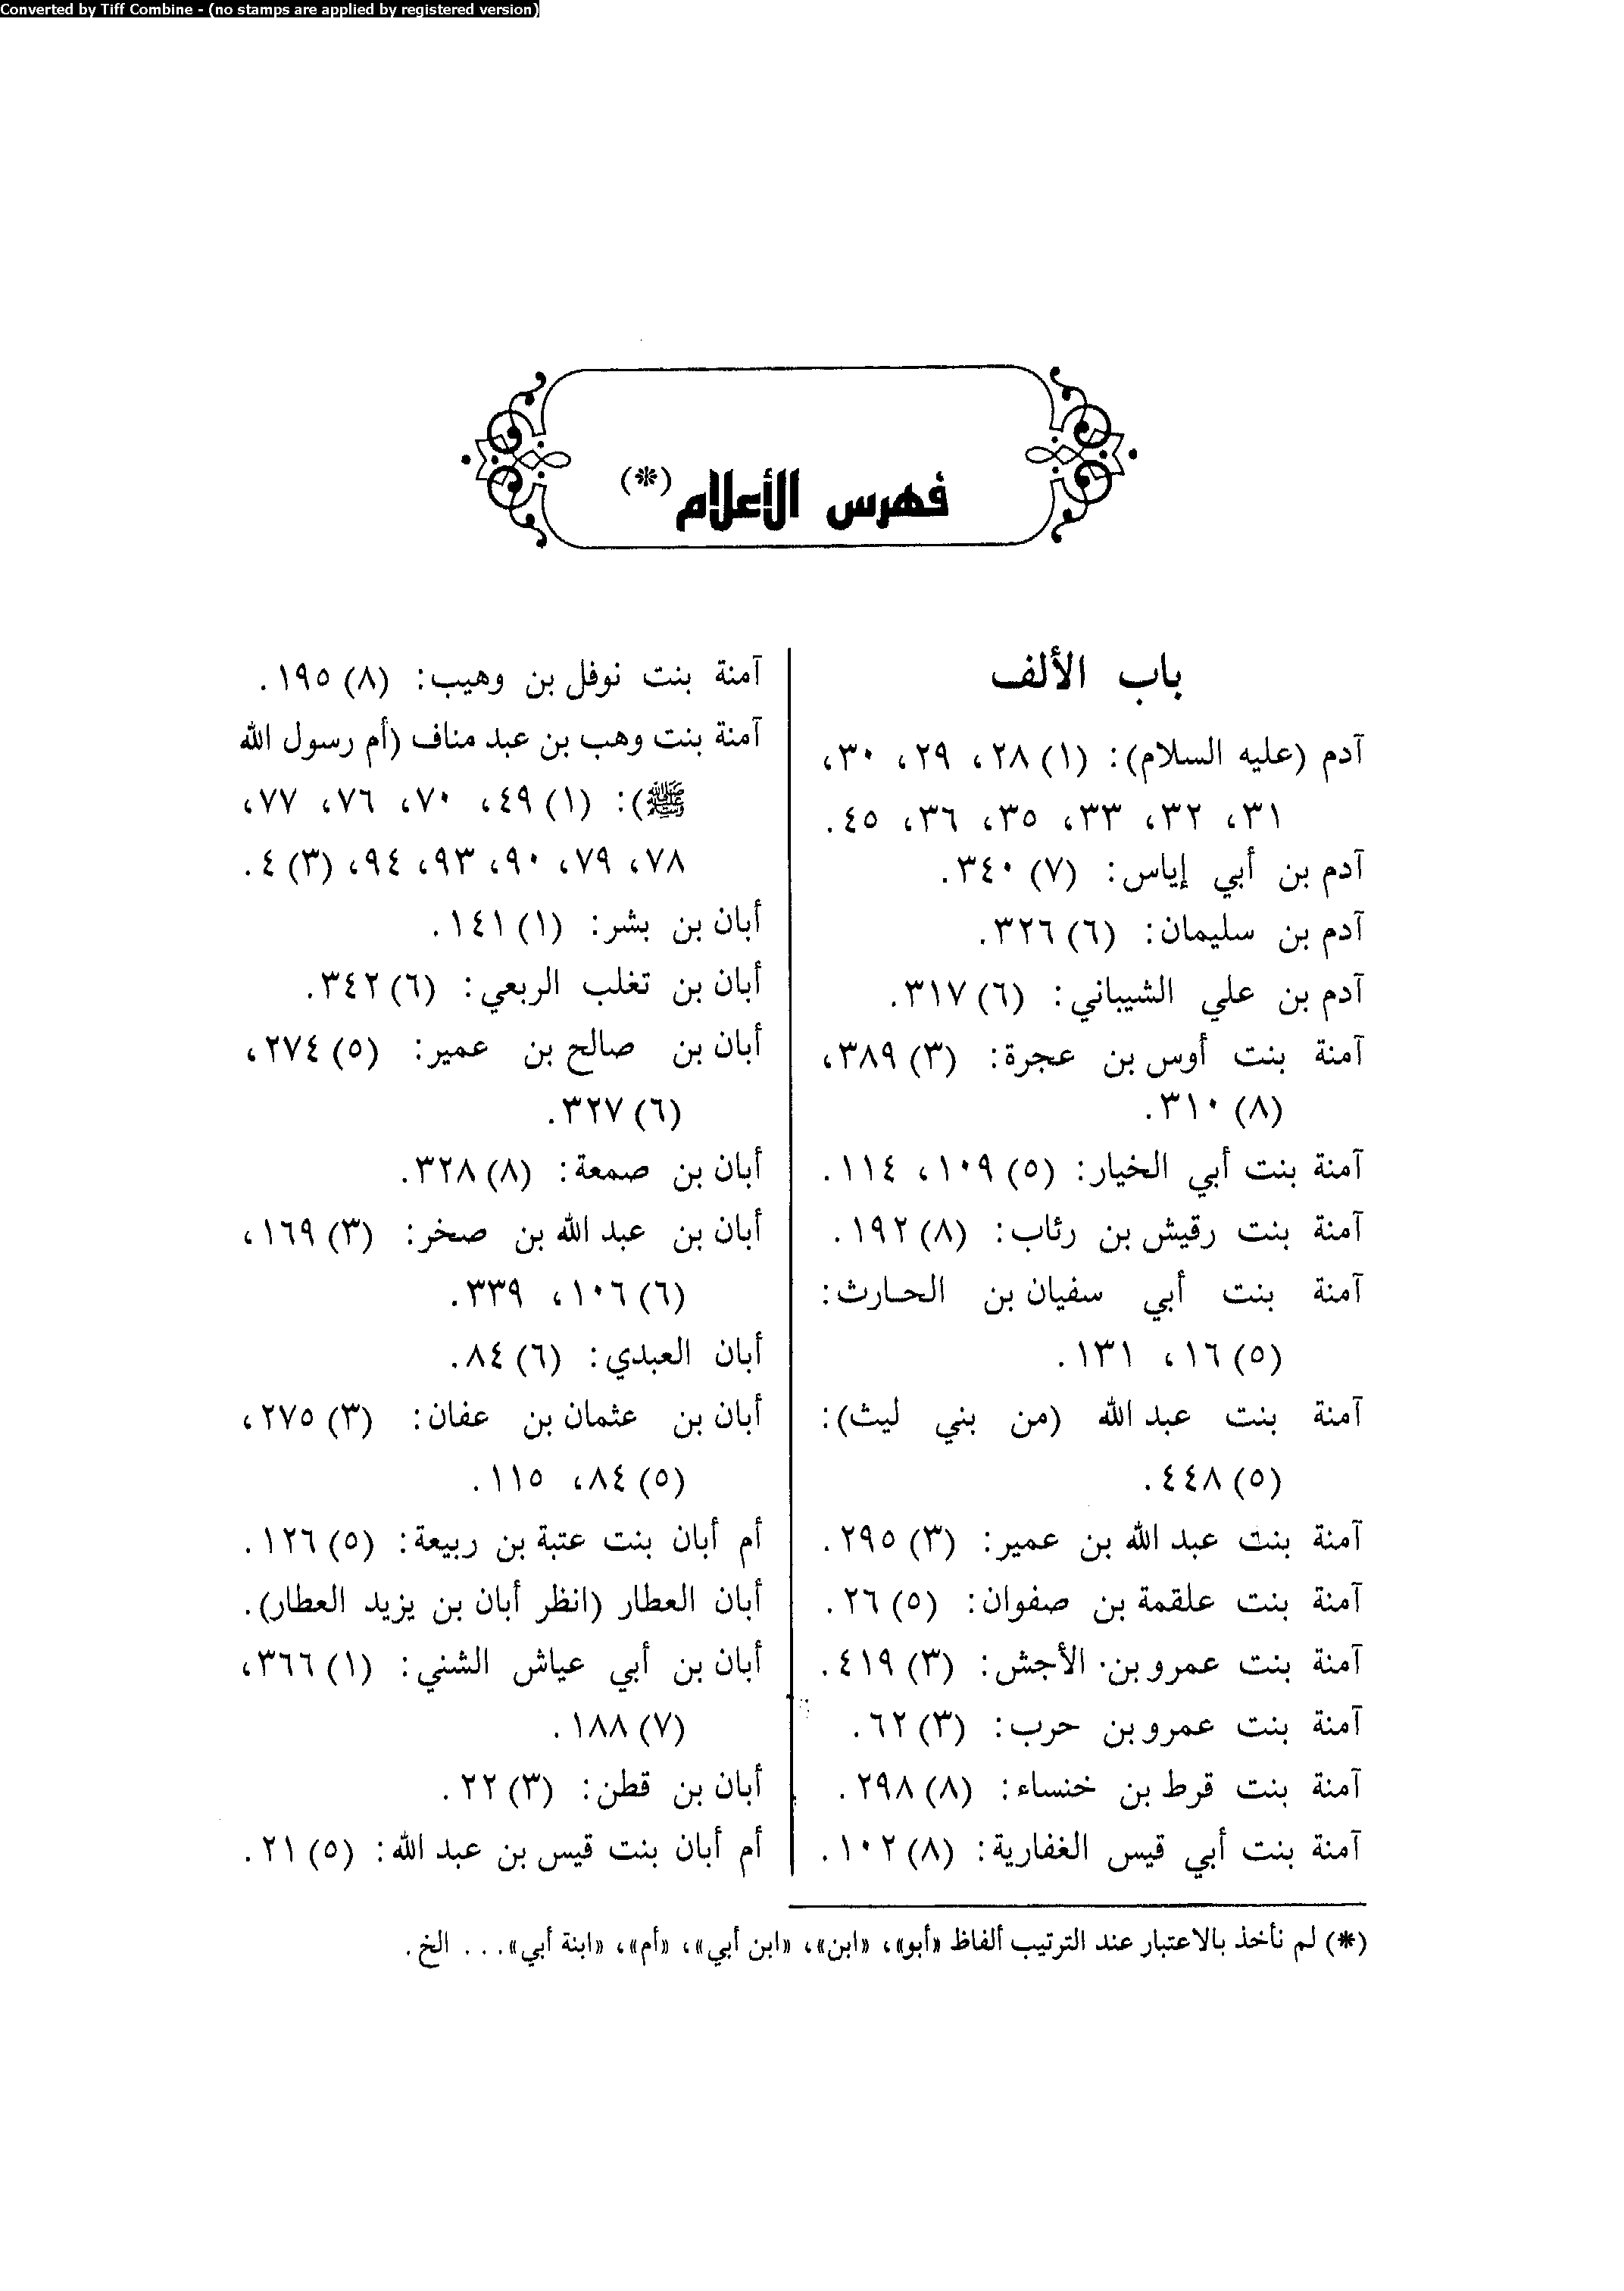 Converted by Tiff Combine - (no stamps are applied by registered version)
فهرس الأعلام (*)
باب الألف
آدم (عليه السلام): (١) ٢٨، ٢٩، ٣٠،
٣١، ٣٢، ٣٣، ٣٥، ٣٦، ٤٥.
آدم بن أبي إياس: (٧) ٣٤٠.
آدم بن سليمان: (٦) ٣٢٦.
آدم بن علي الشيباني: (٦) ٣١٧.
آمنة بنت أوس بن عجرة: (٣) ٣٨٩،
(٨) ٣١٠.
آمنة بنت أبي الخيار: (٥) ١٠٩، ١١٤.
آمنة بنت رقيش بن رئاب: (٨) ١٩٢.
آمنة بنت أبي سفيان بن الحارث:
(٥) ١٦، ١٣١.
آمنة بنت عبد الله (من بني ليث):
(٥) ٤٤٨.
آمنة بنت عبد الله بن عمير: (٣) ٢٩٥.
آمنة بنت علقمة بن صفوان: (٥) ٢٦.
آمنة بنت عمرو بن الأجش: (٣) ٤١٩.
آمنة بنت عمرو بن حرب: (٣) ٦٢.
آمنة بنت قرط بن خنساء: (٨) ٢٩٨.
آمنة بنت أبي قيس الغفارية: (٨) ١٠٢.
آمنة بنت نوفل بن وهيب: (٨) ١٩٥.
آمنة بنت وهب بن عبد مناف (أم رسول الله
ﷺ): (١) ٤٩، ٧٠، ٧٦، ٧٧،
٧٨، ٧٩، ٩٠، ٩٣، ٩٤، (٣) ٤.
أبان بن بشر: (١) ١٤١.
أبان بن تغلب الربعي: (٦) ٣٤٢.
أبان بن صالح بن عمير: (٥) ٢٧٤،
(٦) ٣٢٧.
أبان بن صمعة: (٨) ٣٢٨.
أبان بن عبد الله بن صخر: (٣) ١٦٩،
(٦) ١٠٦، ٣٣٩.
أبان العبدي: (٦) ٨٤.
أبان بن عثمان بن عفان: (٣) ٢٧٥،
(٥) ٨٤، ١١٥.
أم أبان بنت عتبة بن ربيعة: (٥) ١٢٦.
أبان العطار (انظر أبان بن يزيد العطار).
أبان بن أبي عياش الشني: (١) ٣٦٦،
(٧) ١٨٨.
أبان بن قطن: (٣) ٢٢.
أم أبان بنت قيس بن عبد الله: (٥) ٢١.
(*) لم نأخذ بالاعتبار عند الترتيب ألفاظ «أبو»، «ابن»، «ابن أبي»، «أم»، «ابنة أبي»... الخ.